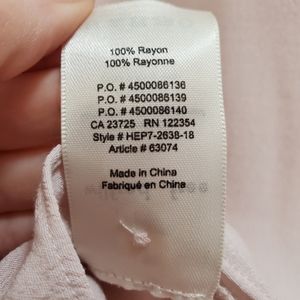 100% Rayon
100% Rayonne
P.O. # 4500086136
P.O. # 4500086139
P.O. # 4500086140
CA 23725 RN 122354
Style # HEP7-2638-18
Article # 63074
Made in China
Fabriqué en China